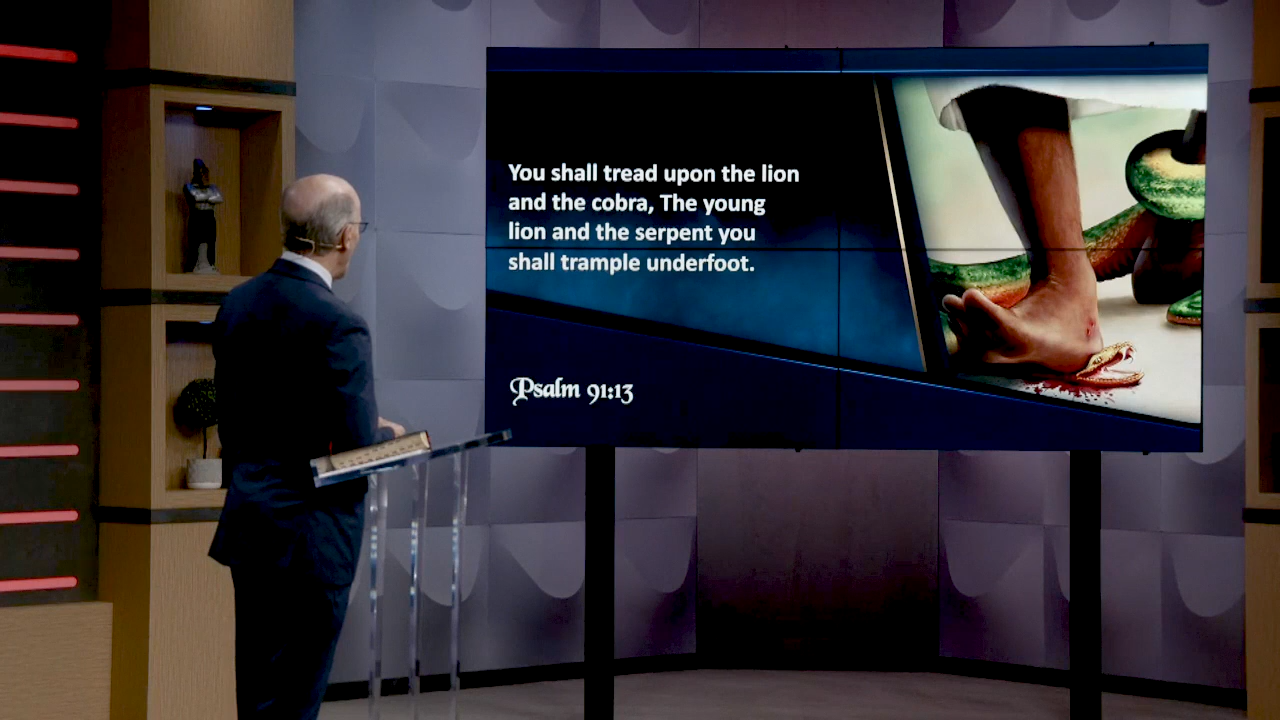 You shall tread upon the lion
and the cobra, The young
lion and the serpent you
shall trample underfoot.
Psalm 91:13